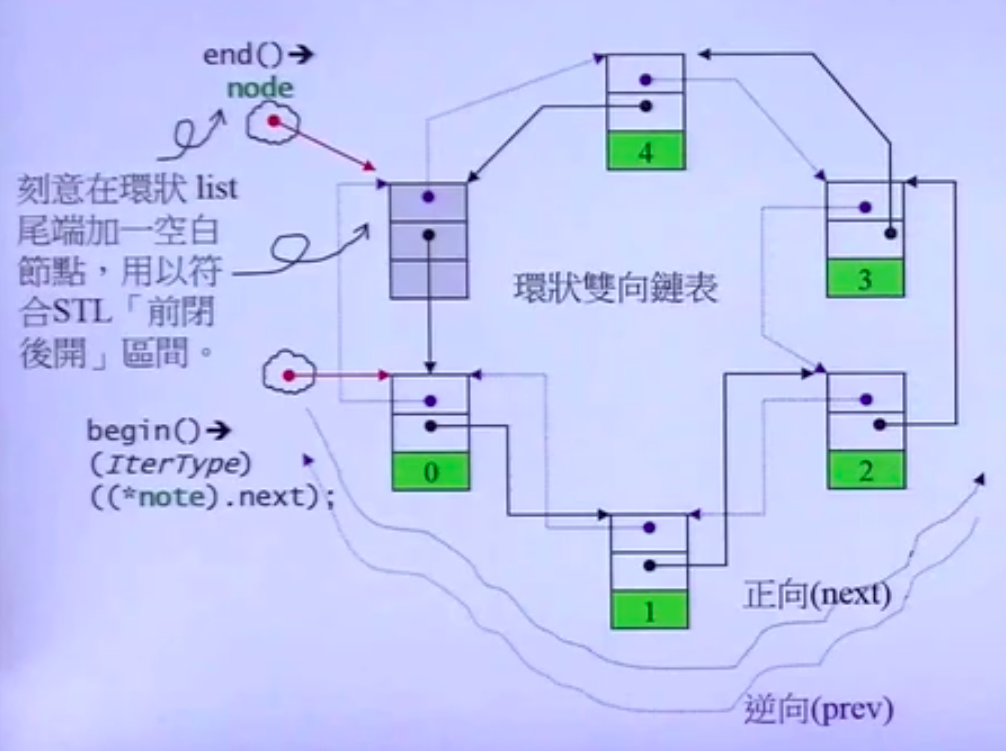 end()➔
node
刻意在環狀 list
尾端加一空白
節點，用以符
合STL「前閉
後開」區間。
環狀雙向鏈表
begin()➔
(IterType)
((*note).next);
4
3
2
0
1
正向(next)
逆向(prev)